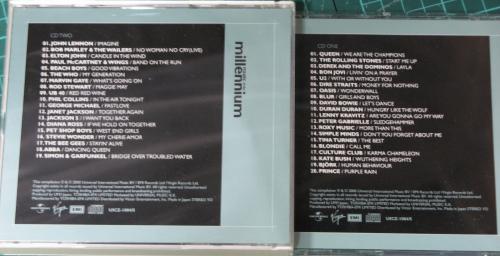 CD TWO
01. JOHN LENNON / IMAGINE
02. BOB MARLEY & THE WAILERS / NO WOMAN NO CRY(LIVE)
03. ELTON JOHN / CANDLE IN THE WIND
04. PAUL McCARTNEY & WINGS / BAND ON THE RUN
05. BEACH BOYS / GOOD VIBRATIONS
06. THE WHO / MY GENERATION
07. MARVIN GAYE / WHAT'S GOING ON
08. ROD STEWART / MAGGIE MAY
09. UB 40 / RED RED WINE
10. PHIL COLLINS / IN THE AIR TONIGHT
11. GEORGE MICHAEL / FASTLOVE
12. JANET JACKSON / TOGETHER AGAIN
13. JACKSON 5 / I WANT YOU BACK
14. DIANA ROSS / IF WE HOLD ON TOGETHER
15. PET SHOP BOYS / WEST END GIRLS
16. STEVIE WONDER / MY CHERIE AMOR
17. THE BEE GEES / STAYIN' ALIVE
18. ABBA / DANCING QUEEN
19. SIMON & GARFUNKEL / BRIDGE OVER TROUBLED WATER
millennium
EMI
CD ONE
01. QUEEN / WE ARE THE CHAMPIONS
02. THE ROLLING STONES / START ME UP
03. DEREK AND THE DOMINOS / LAYLA
04. BON JOVI / LIVIN' ON A PRAYER
05. U2 / WITH OR WITHOUT YOU
06. DIRE STRAITS / MONEY FOR NOTHING
07. OASIS / WONDERWALL
08. BLUR / GIRLS AND BOYS
09. DAVID BOWIE / LET'S DANCE
10. DURAN DURAN / HUNGRY LIKE THE WOLF
11. LENNY KRAVITZ / ARE YOU GONNA GO MY WAY
12. PETER GABRIELLE / SLEDGEHAMMER
13. ROXY MUSIC / MORE THAN THIS
14. SIMPLE MINDS / DON'T YOU FORGET ABOUT ME
15. TINA TURNER / THE BEST
16. BLONDIE / CALL ME
17. CULTURE CLUB / KARMA CHAMELEON
18. KATE BUSH / WUTHERING HEIGHTS
19. BJÖRK / HUMAN BEHAVIOUR
20. PRINCE / PURPLE RAIN
EMI